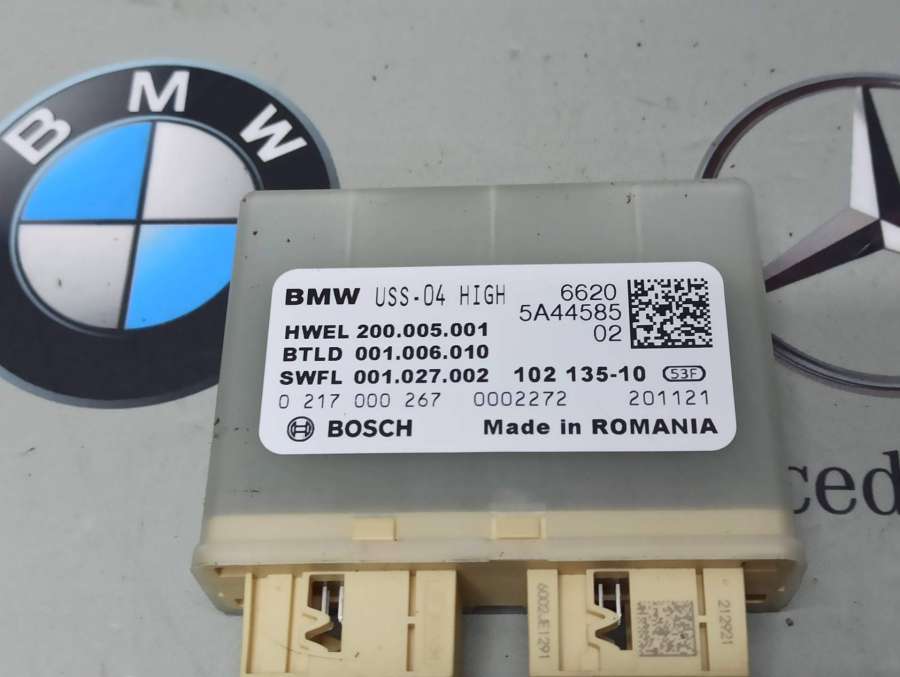 BMW
BMW USS-04 HIGH
6620
5A44585
02
HWEL 200.005.001
BTLD 001.006.010
SWFL 001.027.002 102 135-10 53F
0 217 000 267 0002272 201121
BOSCH Made in ROMANIA
ced
6002JE1291
212921